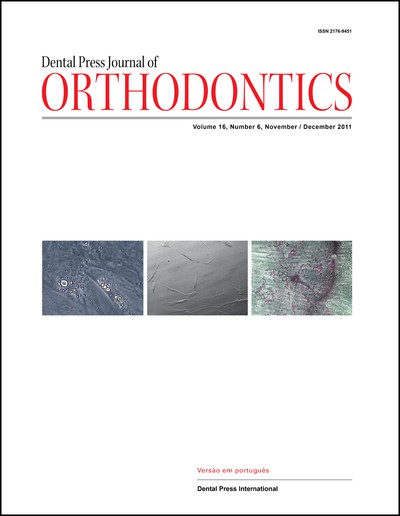 ISSN 2176-9451
Dental Press Journal of
ORTHODONTICS
Volume 16, Number 6, November / December 2011
Versão em português
Dental Press International